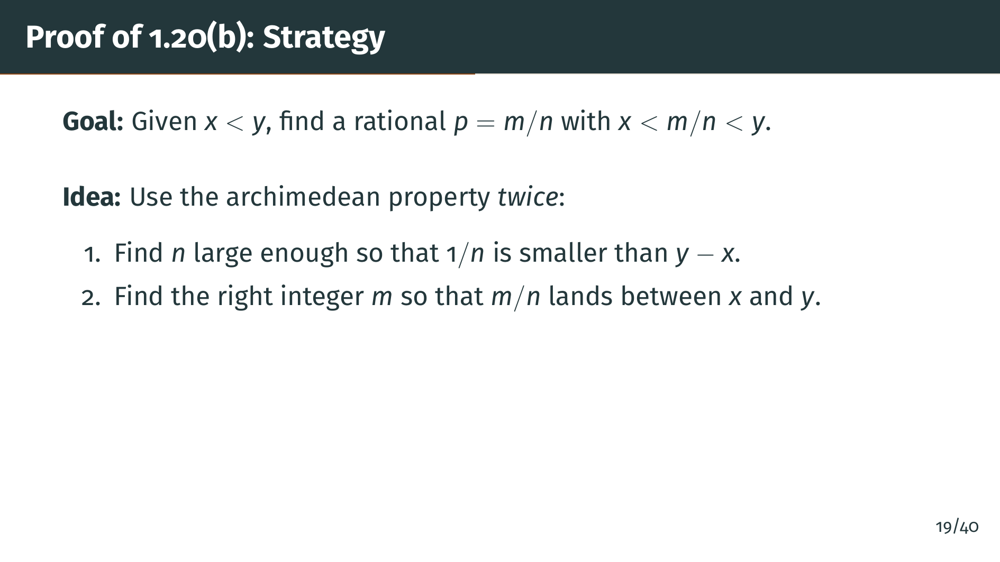 Proof of 1.20(b): Strategy
Goal: Given x < y, find a rational p = m/n with x < m/n < y.
Idea: Use the archimedean property twice:
1. Find n large enough so that 1/n is smaller than y − x.
2. Find the right integer m so that m/n lands between x and y.
19/40